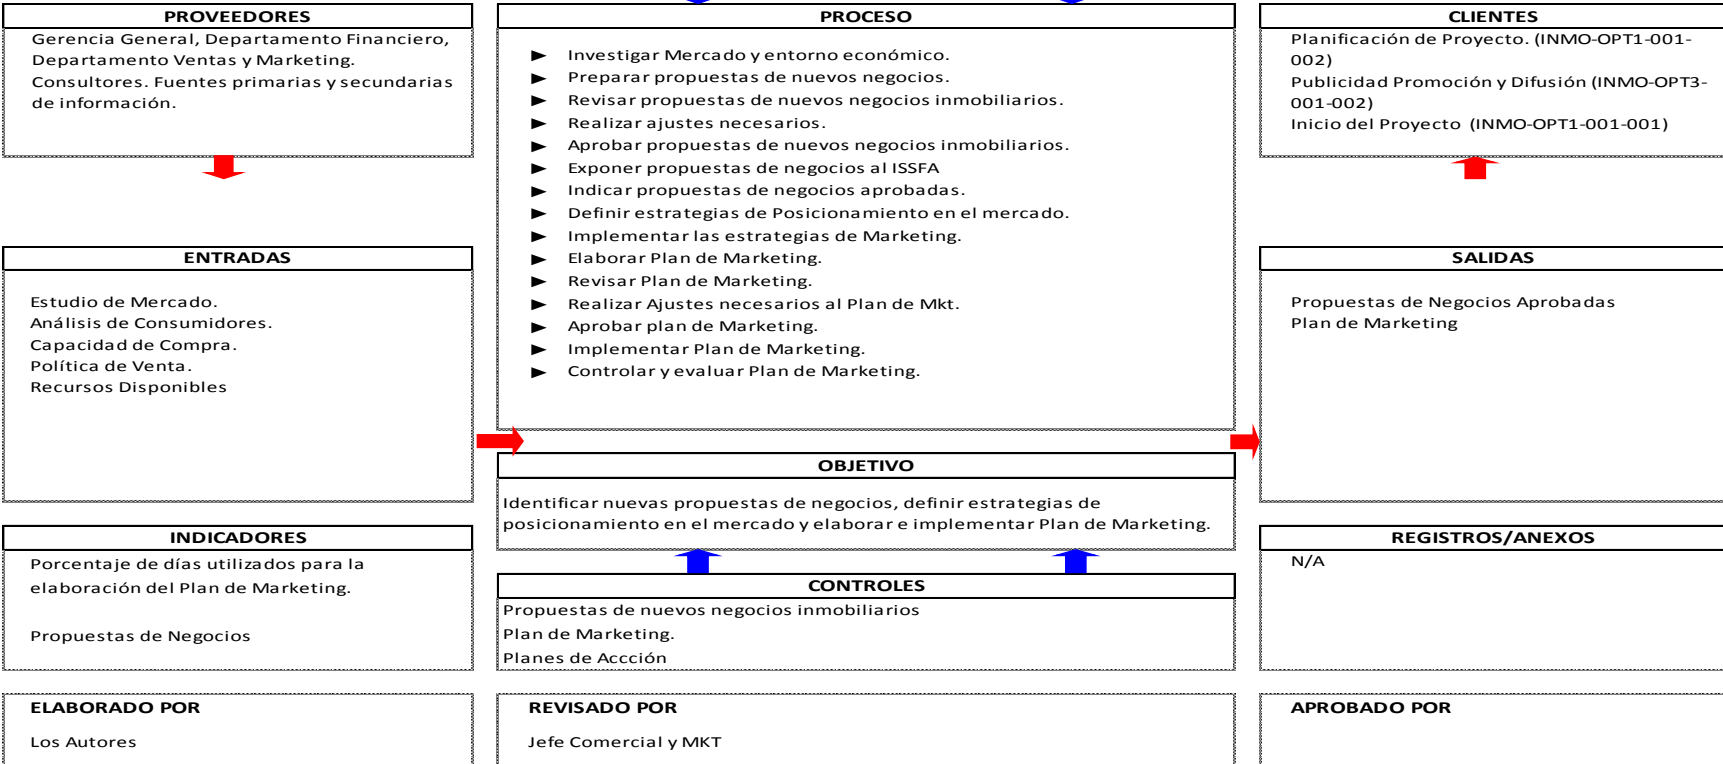 PROVEEDORES
Gerencia General, Departamento Financiero,
Departamento Ventas y Marketing.
Consultores. Fuentes primarias y secundarias
de información.
PROCESO
► Investigar Mercado y entorno económico.
► Preparar propuestas de nuevos negocios.
► Revisar propuestas de nuevos negocios inmobiliarios.
► Realizar ajustes necesarios.
► Aprobar propuestas de nuevos negocios inmobiliarios.
► Exponer propuestas de negocios al ISSFA
► Indicar propuestas de negocios aprobadas.
► Definir estrategias de Posicionamiento en el mercado.
► Implementar las estrategias de Marketing.
► Elaborar Plan de Marketing.
► Revisar Plan de Marketing.
► Realizar Ajustes necesarios al Plan de Mkt.
► Aprobar plan de Marketing.
► Implementar Plan de Marketing.
► Controlar y evaluar Plan de Marketing.
CLIENTES
Planificación de Proyecto. (INMO-OPT1-001-
002)
Publicidad Promoción y Difusión (INMO-OPT3-
001-002)
Inicio del Proyecto (INMO-OPT1-001-001)
ENTRADAS
Estudio de Mercado.
Análisis de Consumidores.
Capacidad de Compra.
Política de Venta.
Recursos Disponibles
SALIDAS
Propuestas de Negocios Aprobadas
Plan de Marketing
OBJETIVO
Identificar nuevas propuestas de negocios, definir estrategias de
posicionamiento en el mercado y elaborar e implementar Plan de Marketing.
INDICADORES
Porcentaje de días utilizados para la
elaboración del Plan de Marketing.
Propuestas de Negocios
CONTROLES
Propuestas de nuevos negocios inmobiliarios
Plan de Marketing.
Planes de Accción
REGISTROS/ANEXOS
N/A
ELABORADO POR
Los Autores
REVISADO POR
Jefe Comercial y MKT
APROBADO POR